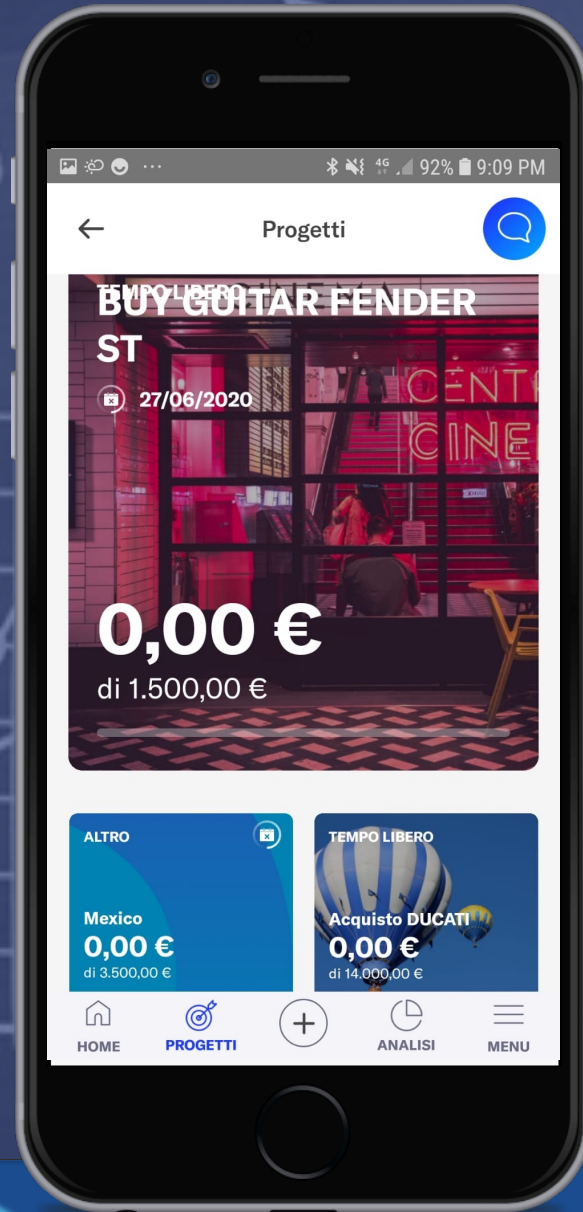 92% 9:09 PM
4G
Progetti
TEMPO LIBERO
BUY GUITAR FENDER
ST
27/06/2020
CINEMA
CENT
CINE
0,00 €
di 1.500,00 €
ALTRO
Mexico
0,00 €
di 3.500,00 €
TEMPO LIBERO
Acquisto DUCATI
0,00 €
di 14.000,00 €
HOME
PROGETTI
ANALISI
MENU